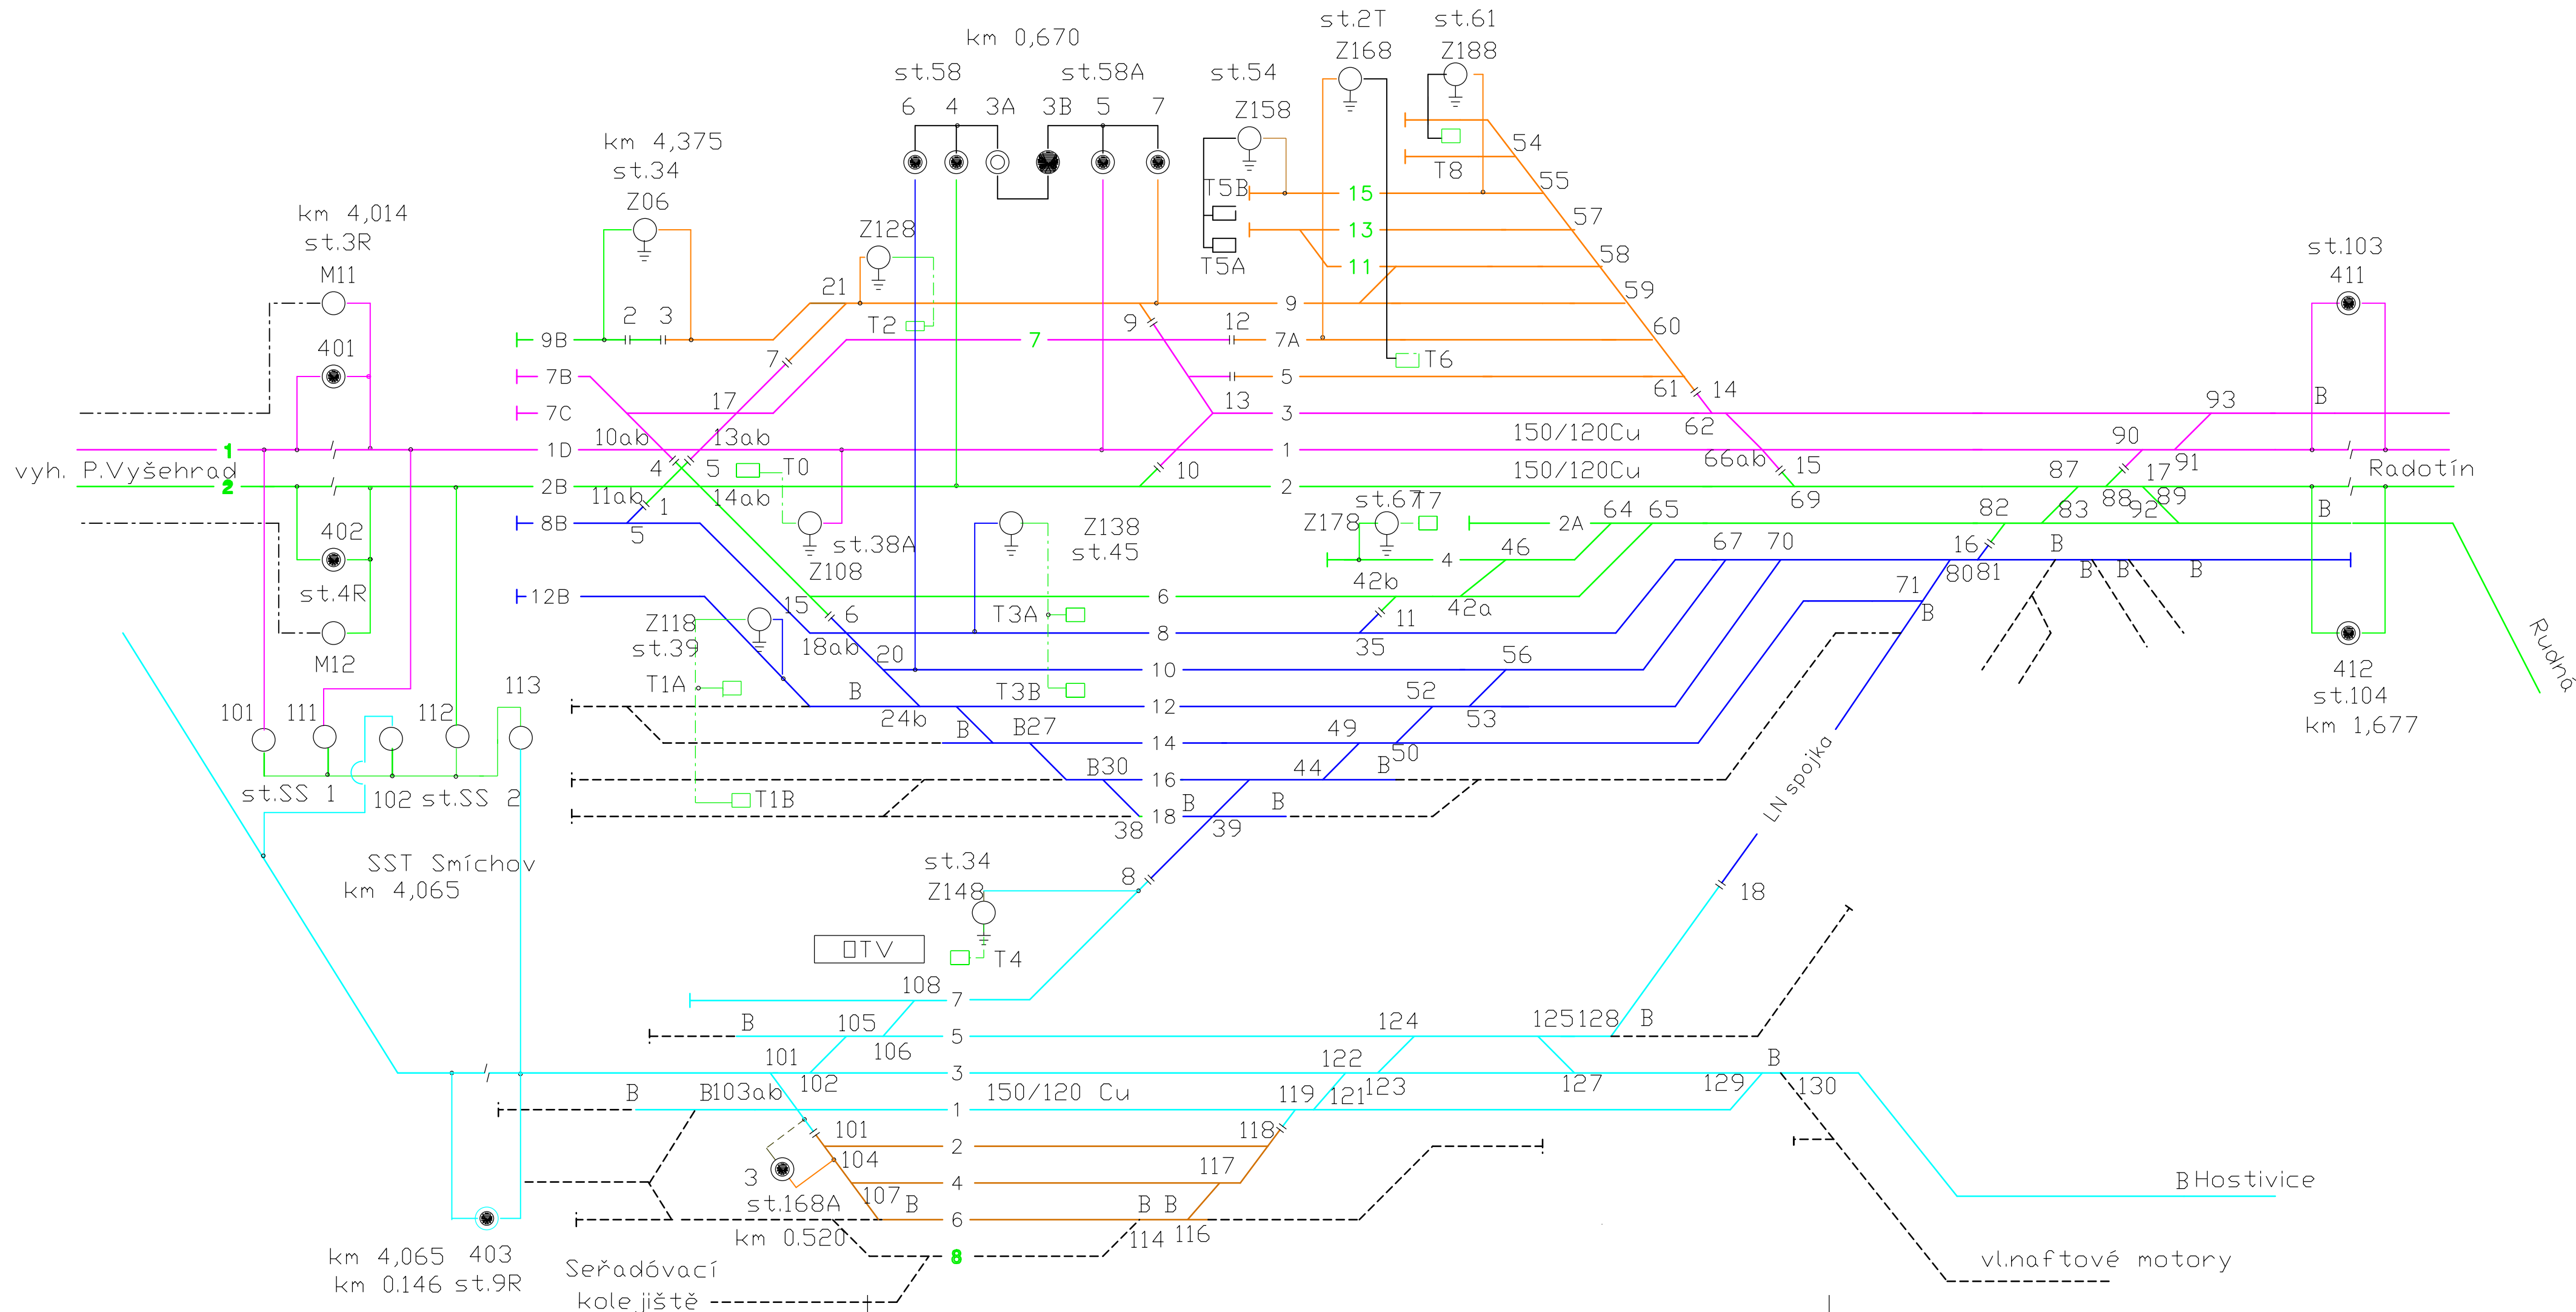 st.2T
st.61
km 0,670
Z168
Z188
st.58
st.58A
st.54
6
4
3A
3B
5
7
Z158
km 4,375
54
st.34
T8
55
T5B
15
Z06
km 4,014
57
st.3R
Z128
13
58
st.103
M11
T5A
11
411
21
59
9
2
3
T2
9
12
60
401
9B
7
7A
T6
7
7B
5
61
14
17
13
93
B
7C
3
62
10ab
13ab
150/120Cu
90
1
1D
1
vyh. P.Vyšehrad
4
5
T0
10
150/120Cu
66ab
15
87
17
91
Radotín
2
2B
2
11ab
14ab
st.67
T7
69
88
89
1
64
65
82
402
8B
5
Z138
Z178
2A
83
92
B
st.38A
st.45
46
67
70
16
B
Z108
4
st.4R
42b
80
81
B
B
B
12B
15
6
T3A
6
42a
71
B
Z118
11
M12
st.39
18ab
8
35
Rudná
20
10
56
412
T1A
B
T3B
st.104
113
52
101
111
112
24b
12
53
km 1,677
B
B27
49
14
50
LN spojka
B30
44
B
st.SS 1
102
st.SS 2
T1B
16
B
B
38
18
39
SST Smíchov
st.34
km 4,065
8
Z148
18
OTV
T4
108
7
B
105
124
125
128
B
106
5
101
122
B
102
3
123
127
129
130
B
B
103ab
150/120 Cu
119
121
1
101
118
2
104
117
3
4
B Hostivice
st.168A
107
B
B
B
km 0.520
6
114
116
km 4,065
403
8
vl.naftové motory
km 0.146
st.9R
Seřadóvací
kolejiště